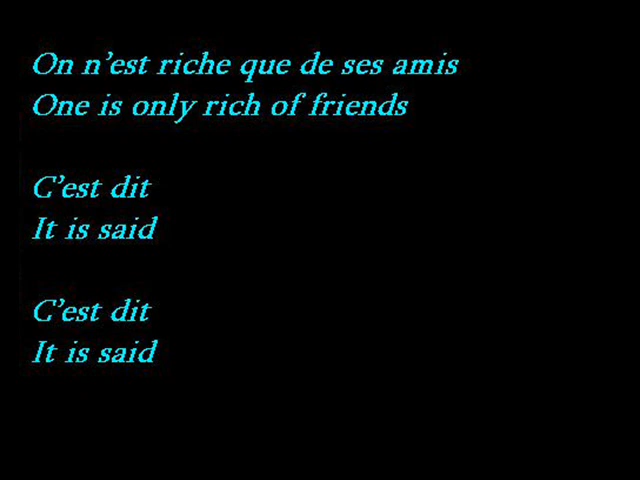 On n’est riche que de ses amis
One is only rich of friends
C’est dit
It is said
C’est dit
It is said